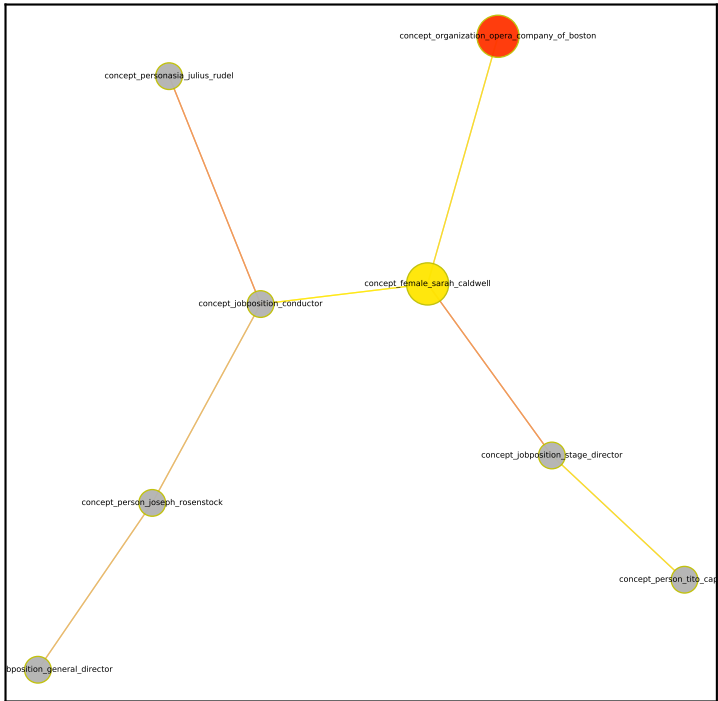 concept_organization_opera_company_of_boston
concept_personasia_julius_rudel
concept_female_sarah_caldwell
concept_jobposition_conductor
concept_jobposition_stage_director
concept_person_joseph_rosenstock
concept_person_tito_cap
bposition_general_director